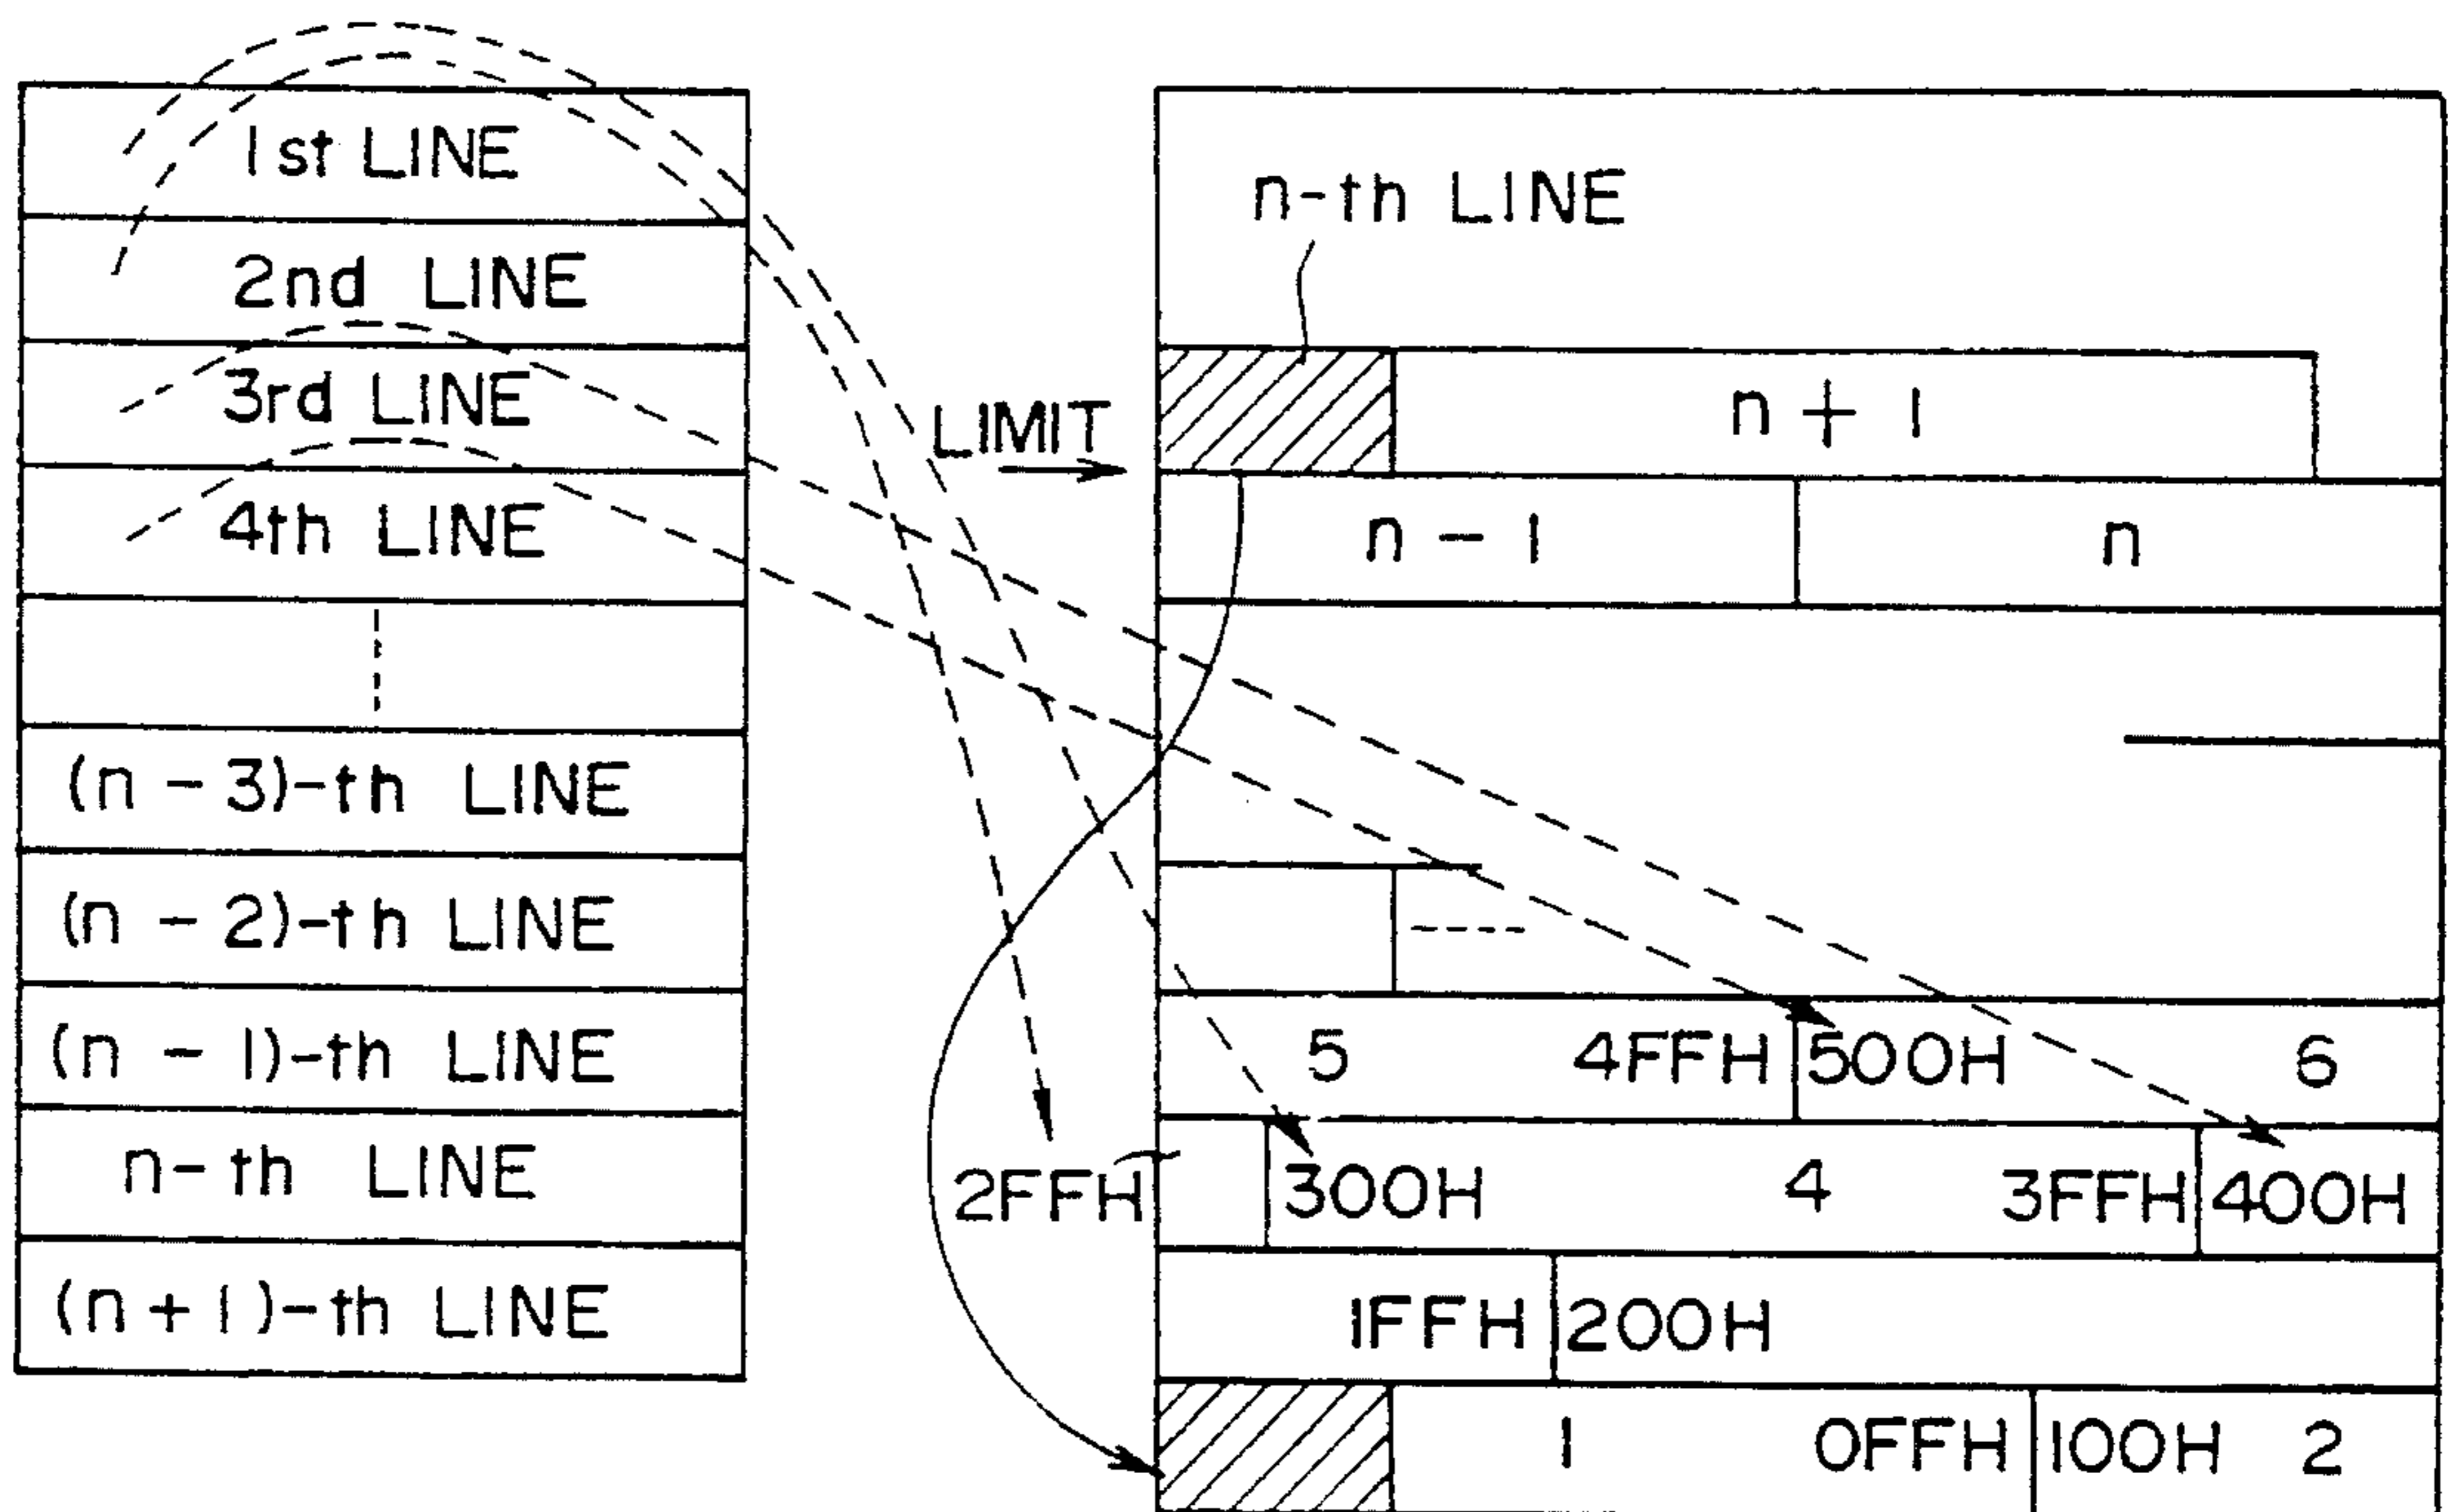 1st LINE
2nd LINE
3rd LINE
4th LINE
(n - 3)-th LINE
(n - 2)-th LINE
(n - 1)-th LINE
n-th LINE
(n + 1)-th LINE
n-th LINE
LIMIT
n + 1
n - 1 n
5 4FFH 500H 6
2FFH 300H 4 3FFH 400H
1FFH 200H
1 0FFH 100H 2